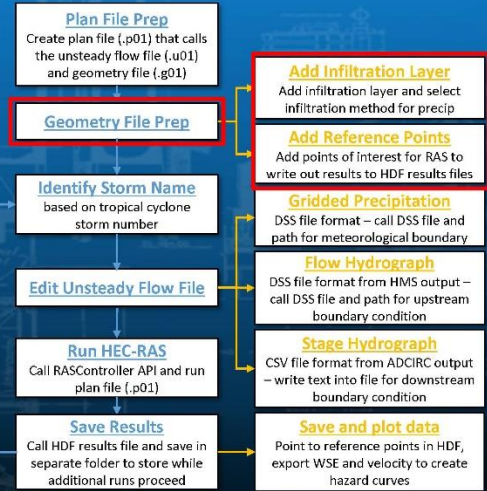 Plan File Prep
Create plan file (.p01) that calls
the unsteady flow file (.u01)
and geometry file (.g01)
Geometry File Prep
Add Infiltration Layer
Add infiltration layer and select
infiltration method for precip
Add Reference Points
Add points of interest for RAS to
write out results to HDF results files
Identify Storm Name
based on tropical cyclone
storm number
Edit Unsteady Flow File
Gridded Precipitation
DSS file format – call DSS file and
path for meteorological boundary
Flow Hydrograph
DSS file format from HMS output –
call DSS file and path for upstream
boundary condition
Stage Hydrograph
CSV file format from ADCIRC output
– write text into file for downstream
boundary condition
Run HEC-RAS
Call RASController API and run
plan file (.p01)
Save Results
Call HDF results file and save in
separate folder to store while
additional runs proceed
Save and plot data
Point to reference points in HDF,
export WSE and velocity to create
hazard curves